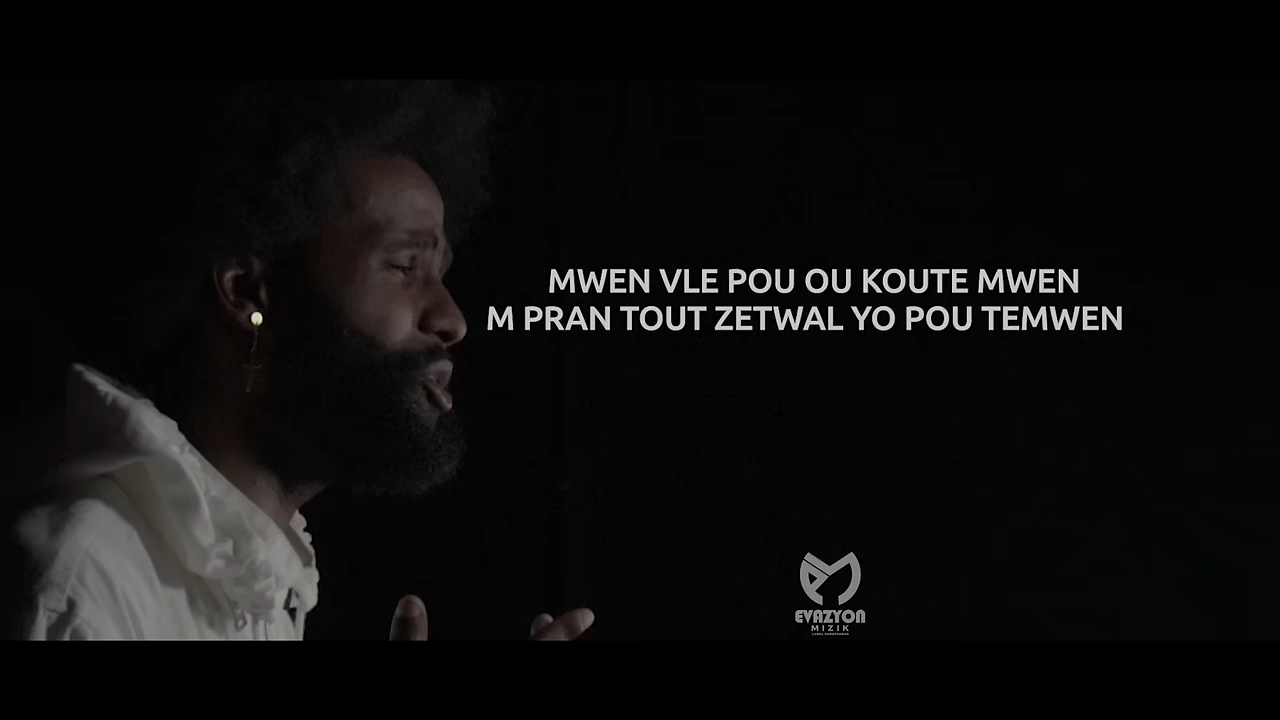 MWEN VLE POU OU KOUTE MWEN
M PRAN TOUT ZETWAL YO POU TEMWEN
EVAZYON
MIZIK